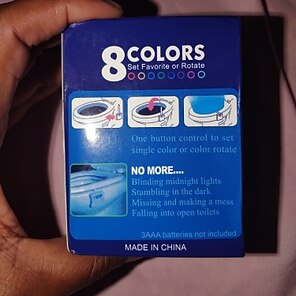 8 COLORS
Set Favorite or Rotate
One button control to set
single color or color rotate
NO MORE....
Blinding midnight lights
Stumbling in the dark
Missing and making a mess
Falling into open toilets
3AAA batteries not included
MADE IN CHINA